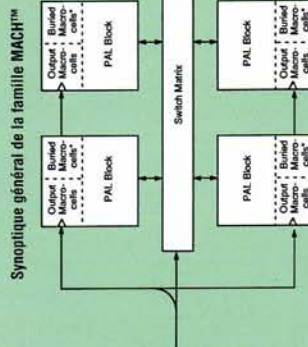 Synoptique général de la famille MACH™
Output Buried
Macro- Macro-
cells cells*
PAL Block
Output Buried
Macro- Macro-
cells cells*
PAL Block
Switch Matrix
PAL Block
Output Buried
Macro- Macro-
cells cells*
PAL Block
Output Buried
Macro- Macro-
cells cells*